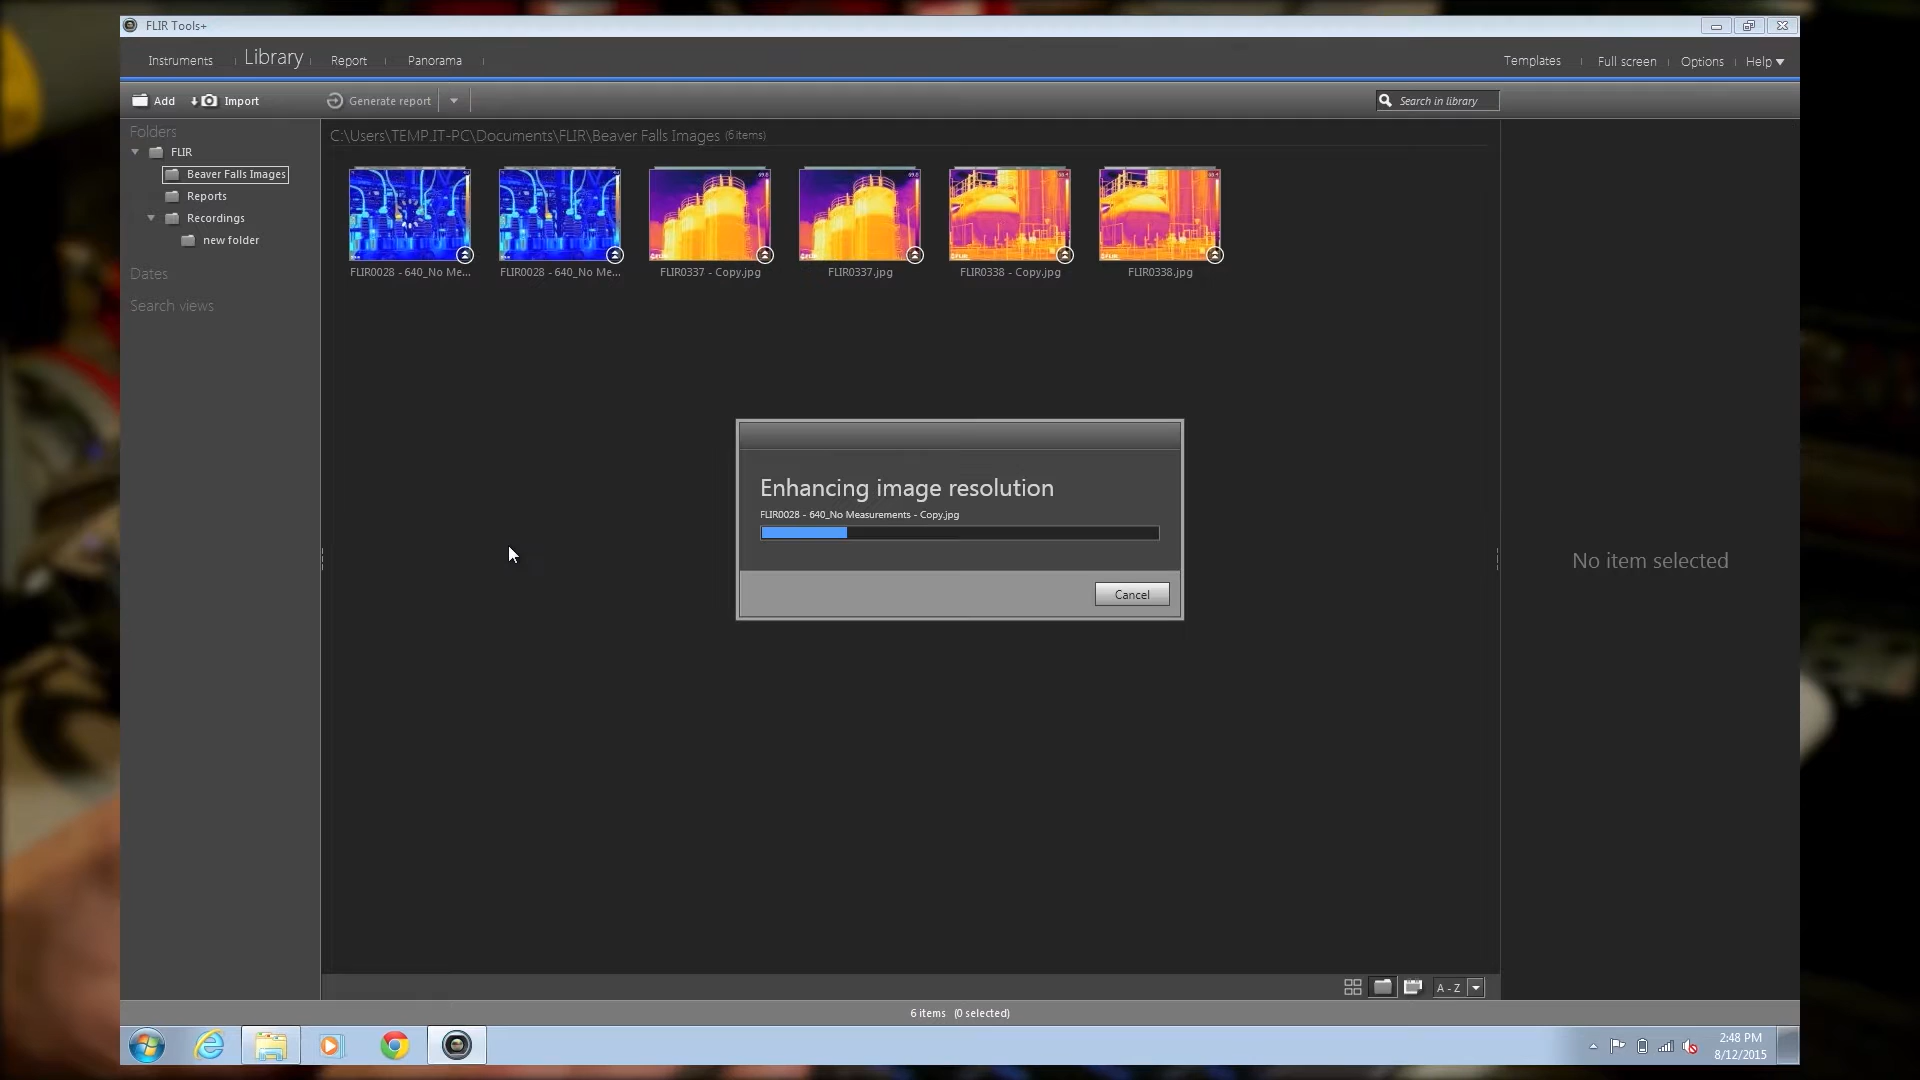 FLIR Tools+
Instruments
Library
Report
Panorama
Templates
Full screen
Options
Help
Add
Import
Generate report
Search in library
Folders
FLIR
Beaver Falls Images
Reports
Recordings
new folder
Dates
Search views
C:\Users\TEMP.IT-PC\Documents\FLIR\Beaver Falls Images (6 items)
FLIR0028 - 640_No Me...
FLIR0028 - 640_No Me...
FLIR0337 - Copy.jpg
FLIR0337.jpg
FLIR0338 - Copy.jpg
FLIR0338.jpg
Enhancing image resolution
FLIR0028 - 640_No Measurements - Copy.jpg
Cancel
No item selected
A - Z
6 items (0 selected)
2:48 PM
8/12/2015